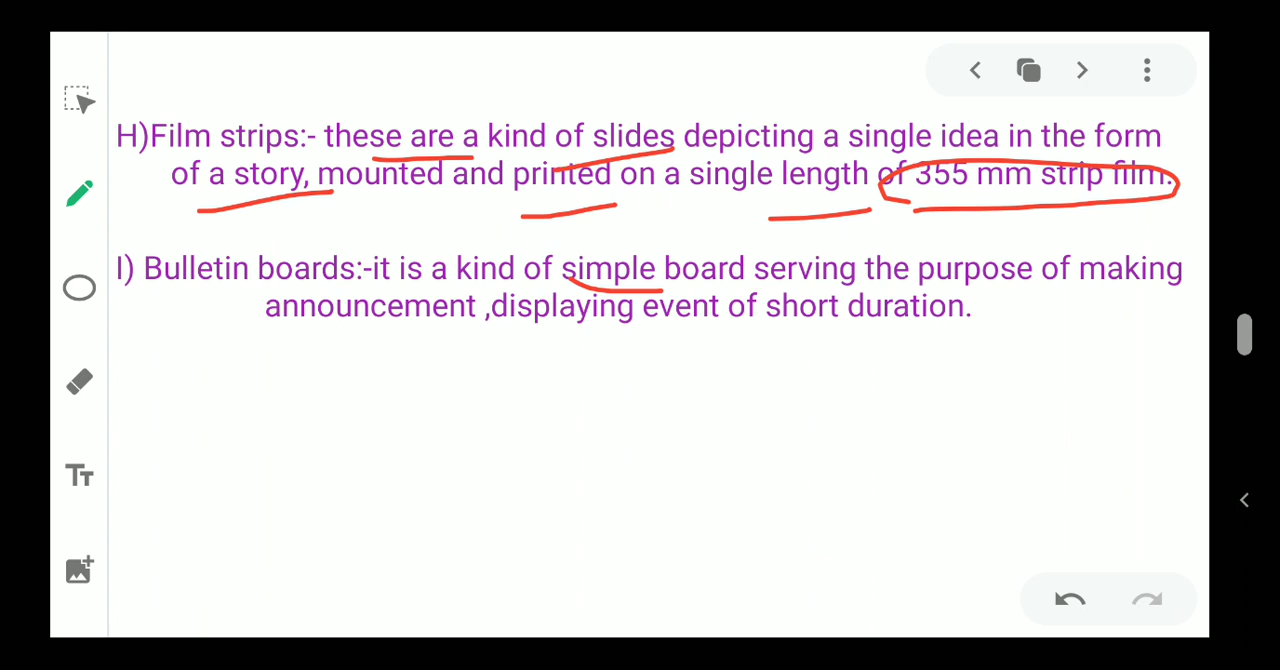 H)Film strips:- these are a kind of slides depicting a single idea in the form
of a story, mounted and printed on a single length of 355 mm strip film.
I) Bulletin boards:-it is a kind of simple board serving the purpose of making
announcement ,displaying event of short duration.